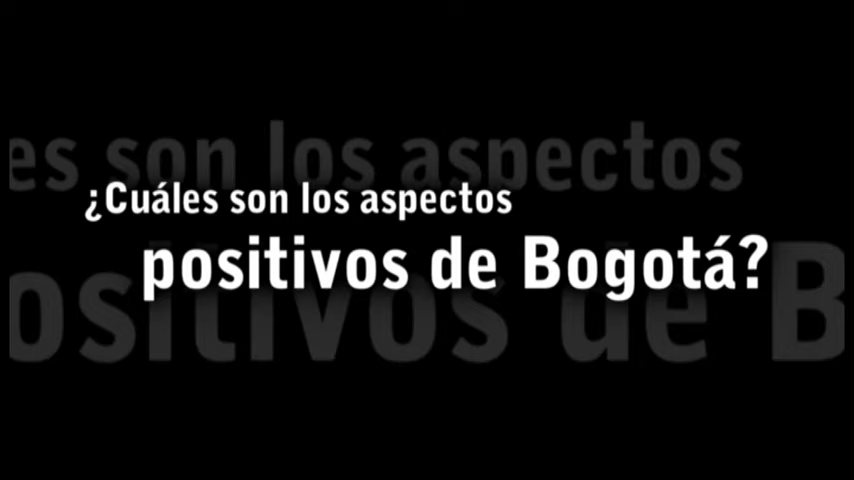 es son los aspectos
¿Cuáles son los aspectos
positivos de Bogotá?
ositivos de B